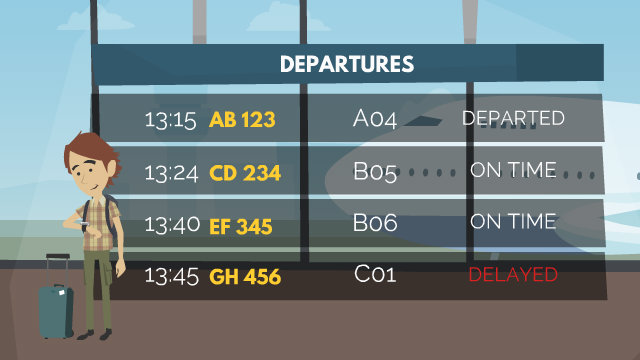 DEPARTURES
13:15 AB 123 A04 DEPARTED
13:24 CD 234 B05 ON TIME
13:40 EF 345 B06 ON TIME
13:45 GH 456 C01 DELAYED